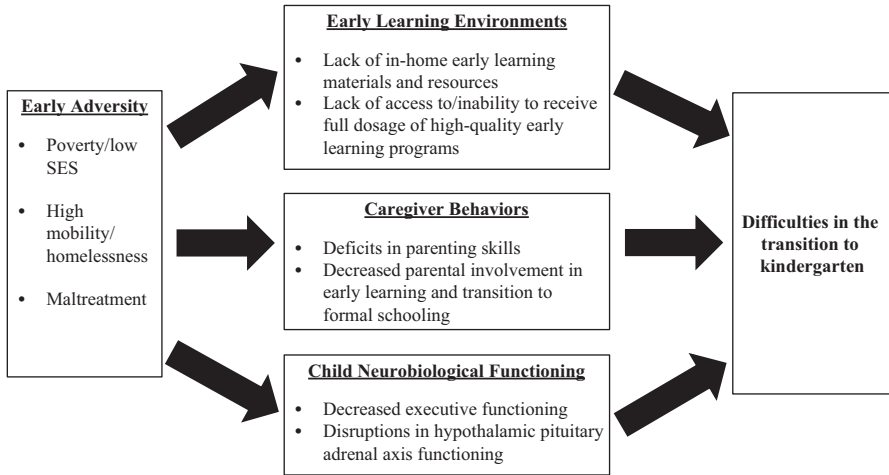 Early Adversity
• Poverty/low
SES
• High
mobility/
homelessness
• Maltreatment
Early Learning Environments
• Lack of in-home early learning
materials and resources
• Lack of access to/inability to receive
full dosage of high-quality early
learning programs
Caregiver Behaviors
• Deficits in parenting skills
• Decreased parental involvement in
early learning and transition to
formal schooling
Child Neurobiological Functioning
• Decreased executive functioning
• Disruptions in hypothalamic pituitary
adrenal axis functioning
Difficulties in the
transition to
kindergarten